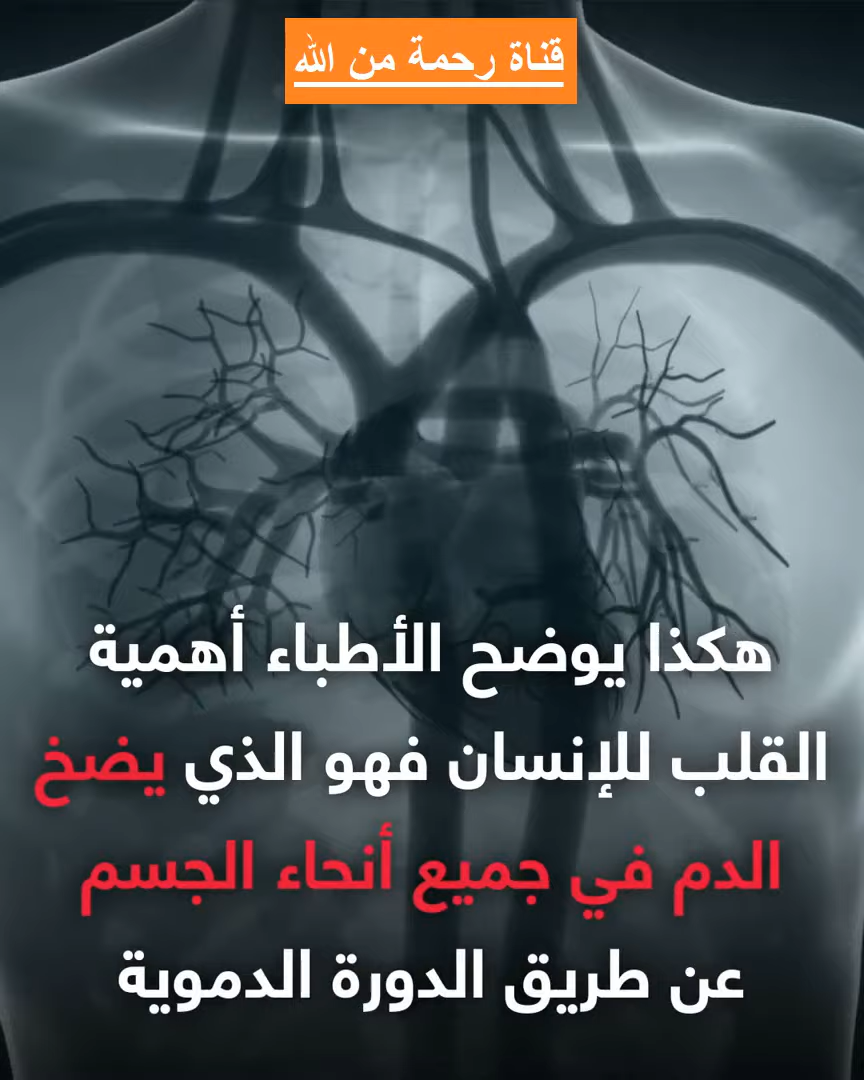 قناة رحمة من الله
هكذا يوضح الأطباء أهمية
القلب للإنسان فهو الذي يضخ
الدم في جميع أنحاء الجسم
عن طريق الدورة الدموية